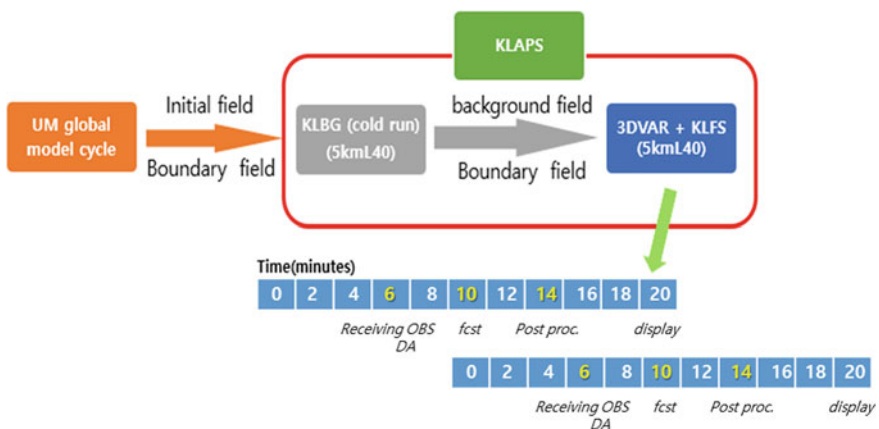 KLAPS
UM global
model cycle
Initial field
Boundary field
KLBG (cold run)
(5kmL40)
background field
Boundary field
3DVAR + KLFS
(5kmL40)
Time(minutes)
0 2 4 6 8 10 12 14 16 18 20
Receiving OBS fcst Post proc. display
DA
0 2 4 6 8 10 12 14 16 18 20
Receiving OBS fcst Post proc. display
DA